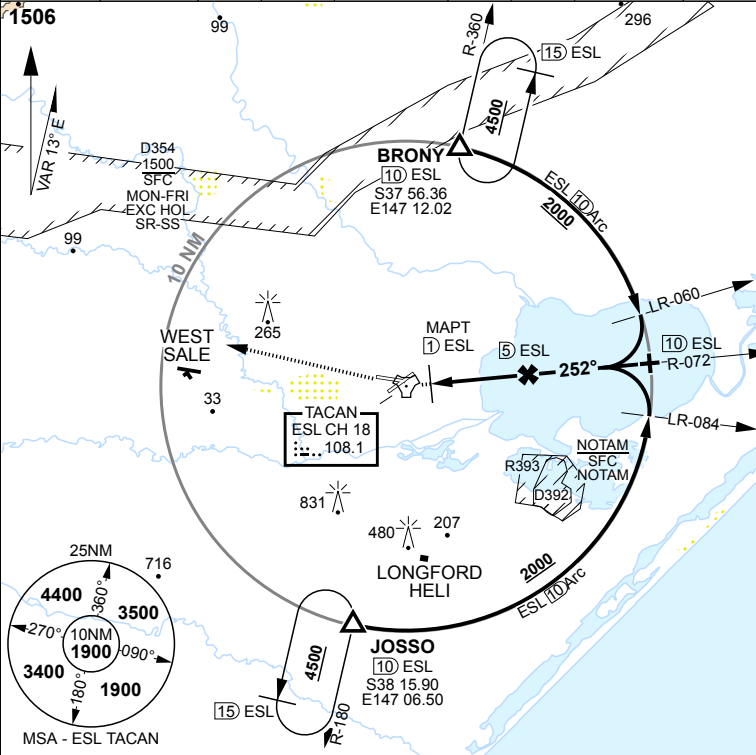 1506
99
296
R-360
15 ESL
4500
VAR 13° E
D354
1500
SFC
MON-FRI
EXC HOL
SR-SS
BRONY
10 ESL
S37 56.36
E147 12.02
ESL 10 Arc
2000
99
10 NM
LR-060
265
WEST
SALE
MAPT
1 ESL
5 ESL
10 ESL
252°
R-072
33
TACAN
ESL CH 18
108.1
LR-084
NOTAM
SFC
NOTAM
R393
D392
831
480
207
LONGFORD
HELI
2000
ESL 10 Arc
25NM
716
4400
360°
3500
270°
10NM
1900
090°
3400
180°
1900
MSA - ESL TACAN
JOSSO
10 ESL
S38 15.90
E147 06.50
4500
15 ESL
R-180